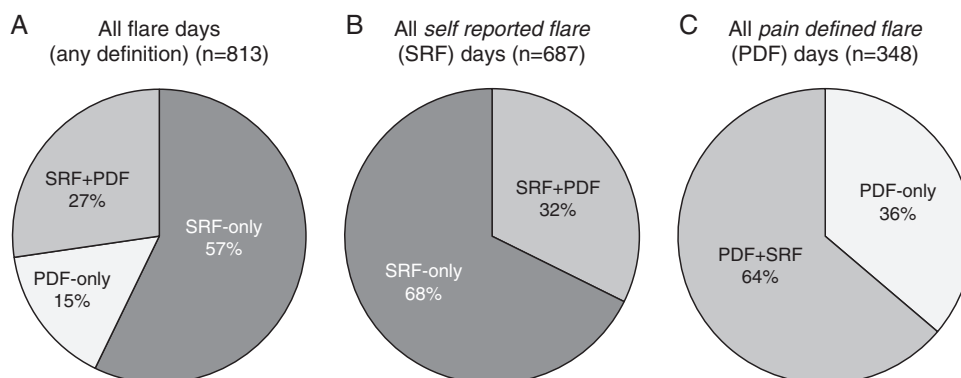 A
All flare days
(any definition) (n=813)
SRF+PDF
27%
SRF-only
57%
PDF-only
15%
B
All self reported flare
(SRF) days (n=687)
SRF+PDF
32%
SRF-only
68%
C
All pain defined flare
(PDF) days (n=348)
PDF-only
36%
PDF+SRF
64%